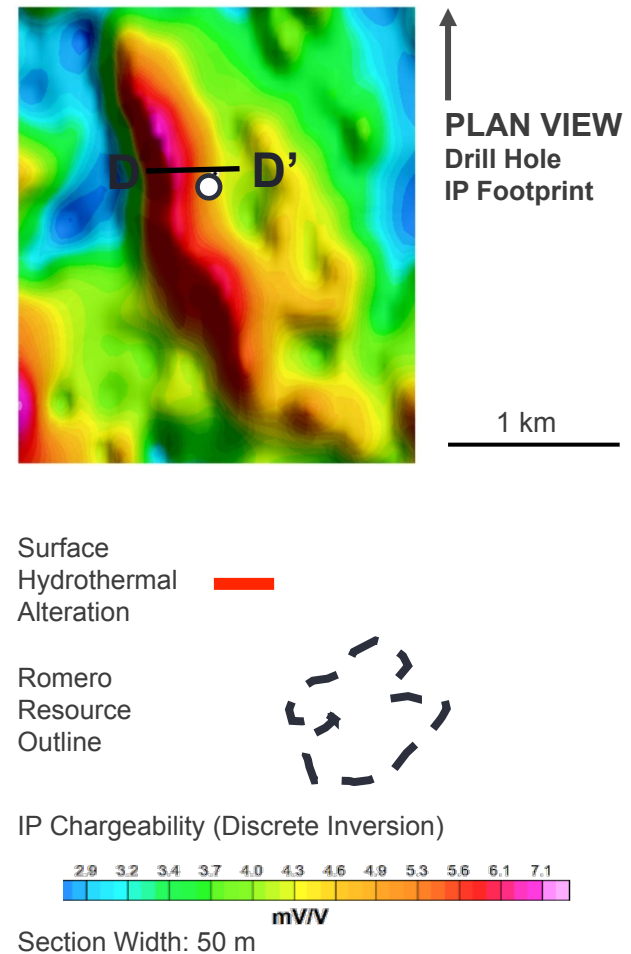 D
D’
PLAN VIEW
Drill Hole
IP Footprint
1 km
Surface
Hydrothermal
Alteration
Romero
Resource
Outline
IP Chargeability (Discrete Inversion)
2.9 3.2 3.4 3.7 4.0 4.3 4.6 4.9 5.3 5.6 6.1 7.1
mV/V
Section Width: 50 m